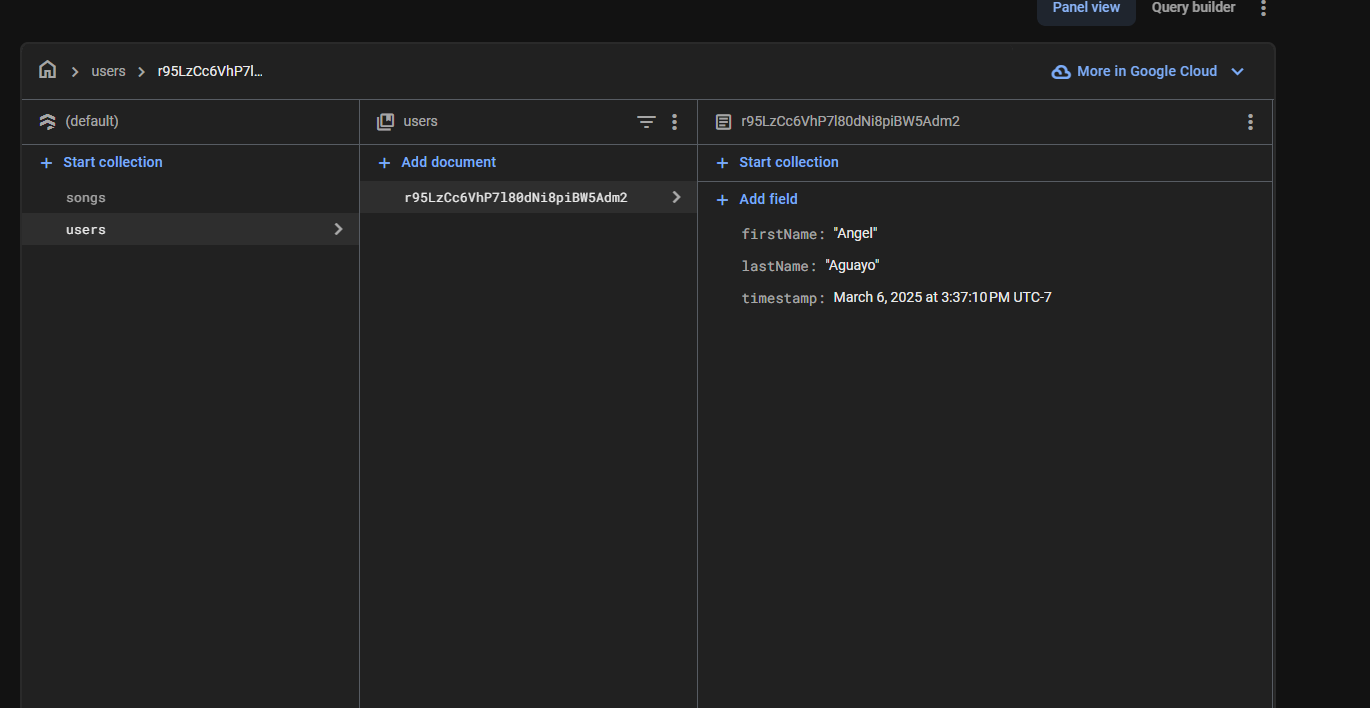 Panel view Query builder
users r95LzCc6VhP7l... More in Google Cloud
(default)
+ Start collection
songs
users
users
+ Add document
r95LzCc6VhP7l80dNi8piBW5Adm2
r95LzCc6VhP7l80dNi8piBW5Adm2
+ Start collection
+ Add field
firstName: "Angel"
lastName: "Aguayo"
timestamp: March 6, 2025 at 3:37:10 PM UTC-7